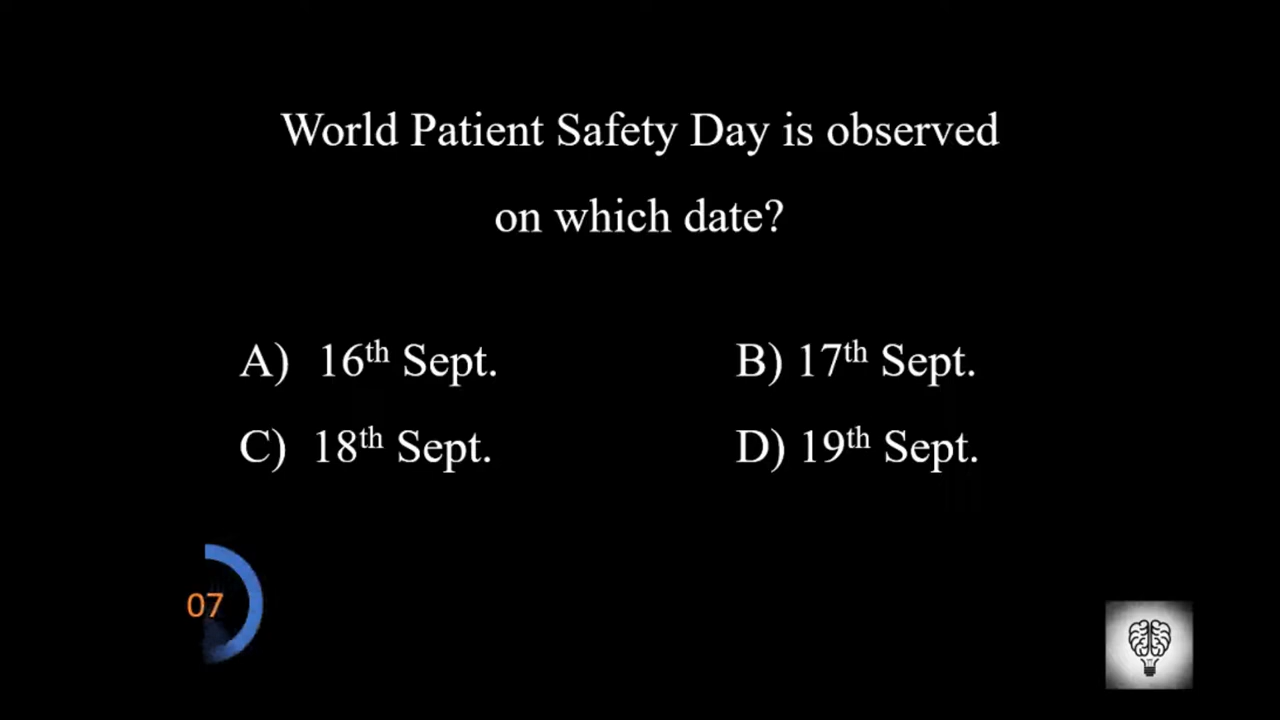 World Patient Safety Day is observed
on which date?
A) 16th Sept. B) 17th Sept.
C) 18th Sept. D) 19th Sept.
07